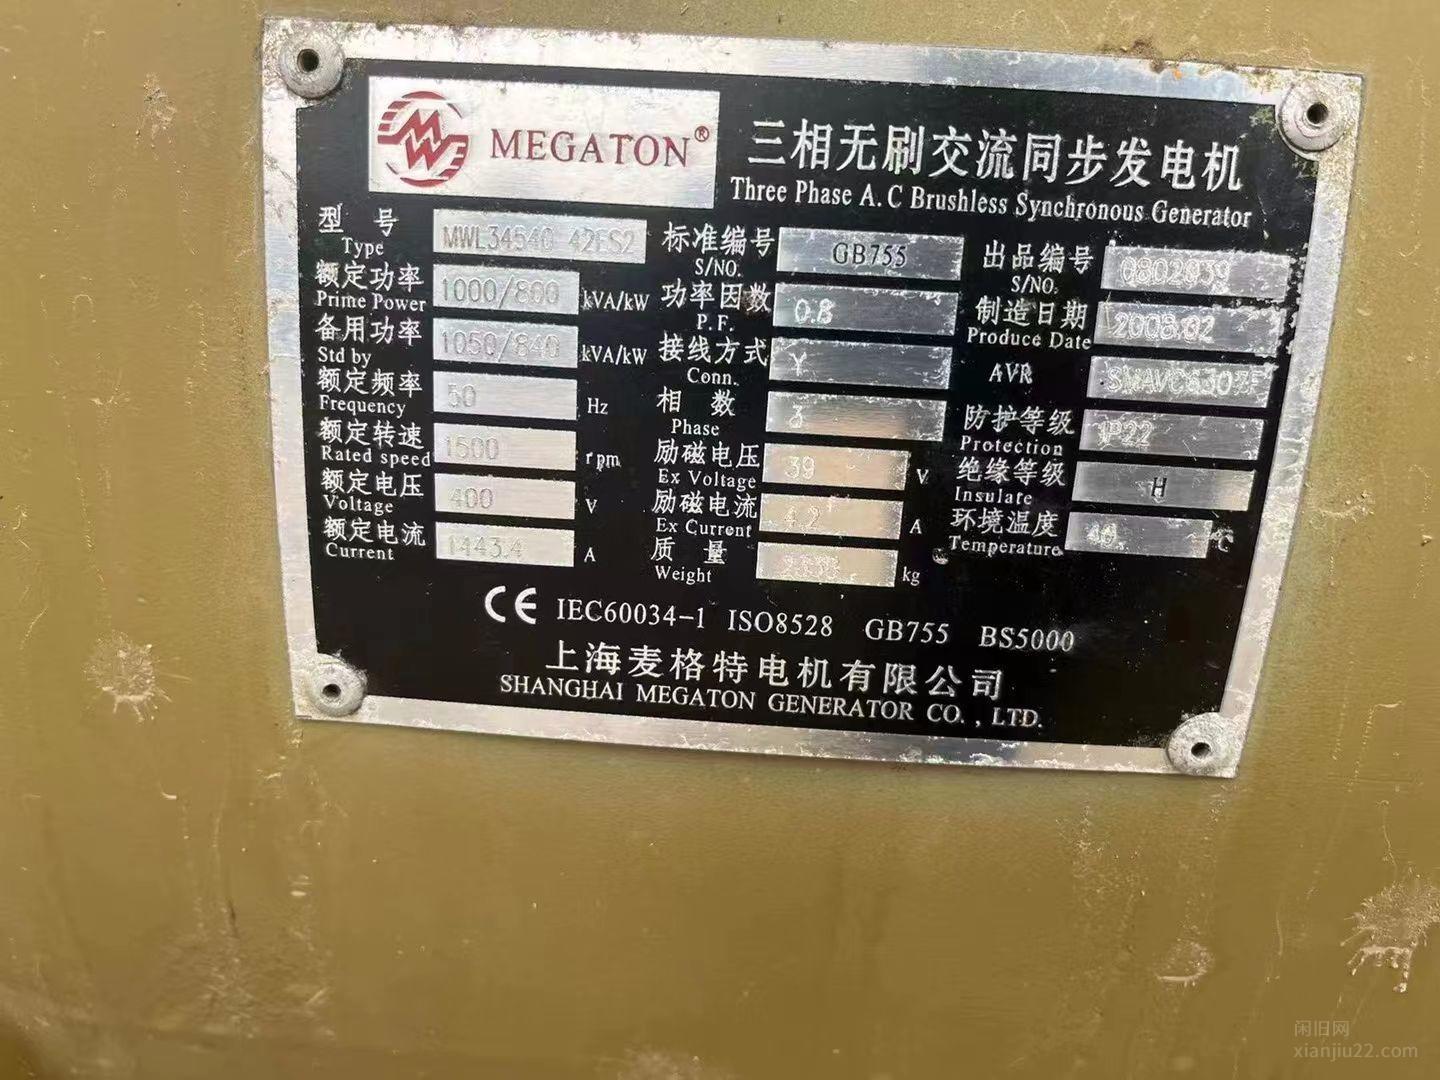 MEGATON®
三相无刷交流同步发电机
Three Phase A.C Brushless Synchronous Generator
型号 MWL34540 标准编号 GB755 出品编号 0802039
Type S/NO. S/NO.
额定功率 1000/800 kVA/kW 功率因数 0.8 制造日期 2008.02
Prime Power P.F. Produce Date
备用功率 1050/840 kVA/kW 接线方式 Y AVR
Std by Conn.
额定频率 50 Hz 相数 3 防护等级 IP22
Frequency Phase Protection
额定转速 1500 rpm 励磁电压 39 V 绝缘等级 H
Rated speed Ex Voltage Insulate
额定电压 400 V 励磁电流 4.2 A 环境温度 40 ℃
Voltage Ex Current Temperature
额定电流 1443.4 A 质量 kg
Current Weight
CE IEC60034-1 ISO8528 GB755 BS5000
上海麦格特电机有限公司
SHANGHAI MEGATON GENERATOR CO.,LTD.
闲旧网
xianjiu22.com